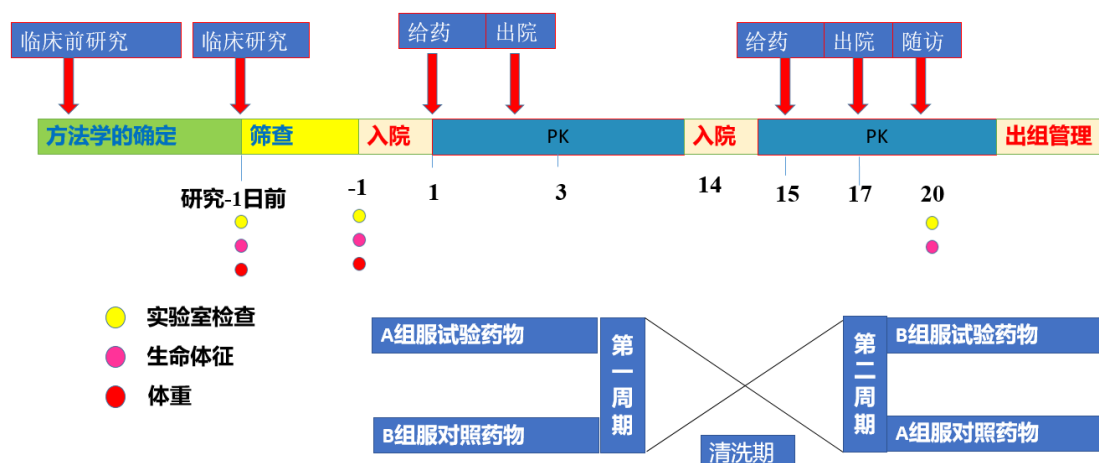 临床前研究
临床研究
给药
出院
给药
出院
随访
方法学的确定
筛查
入院
PK
入院
PK
出组管理
研究-1日前
-1
1
3
14
15
17
20
实验室检查
生命体征
体重
A组服试验药物
B组服对照药物
第一周期
清洗期
第二周期
B组服试验药物
A组服对照药物